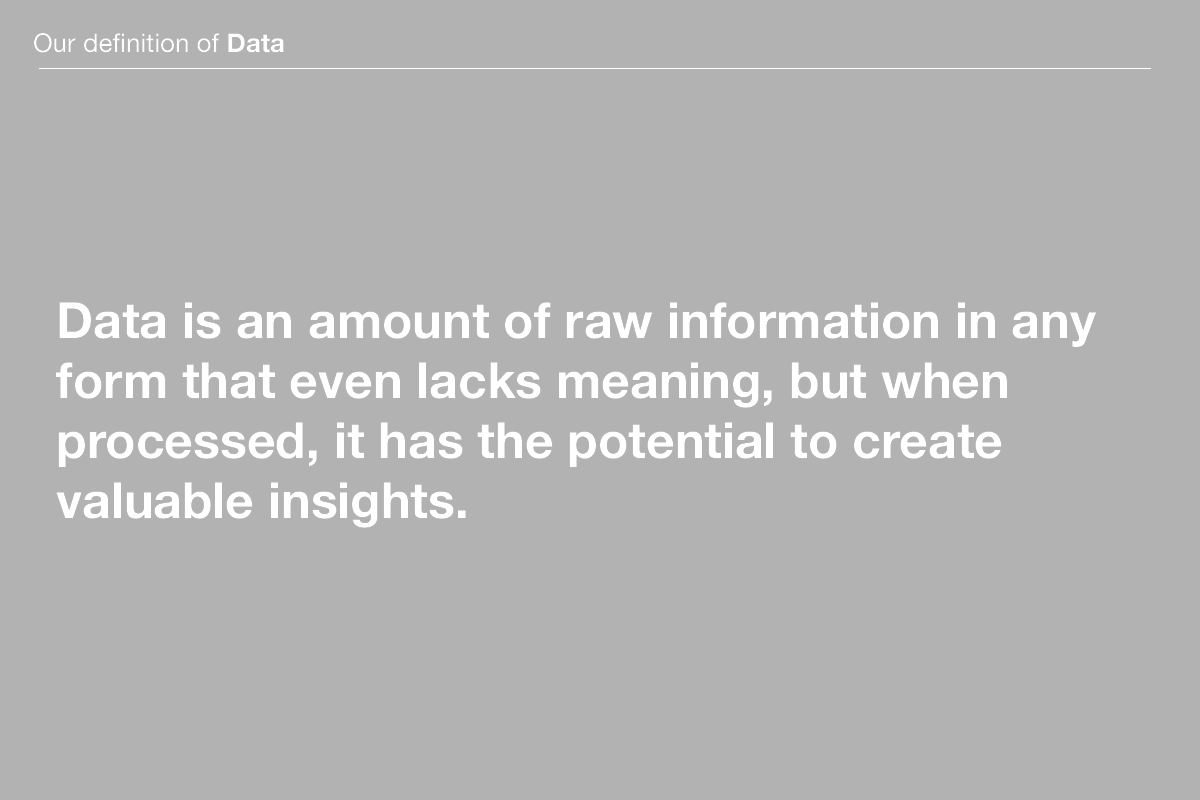 Our definition of Data
Data is an amount of raw information in any
form that even lacks meaning, but when
processed, it has the potential to create
valuable insights.